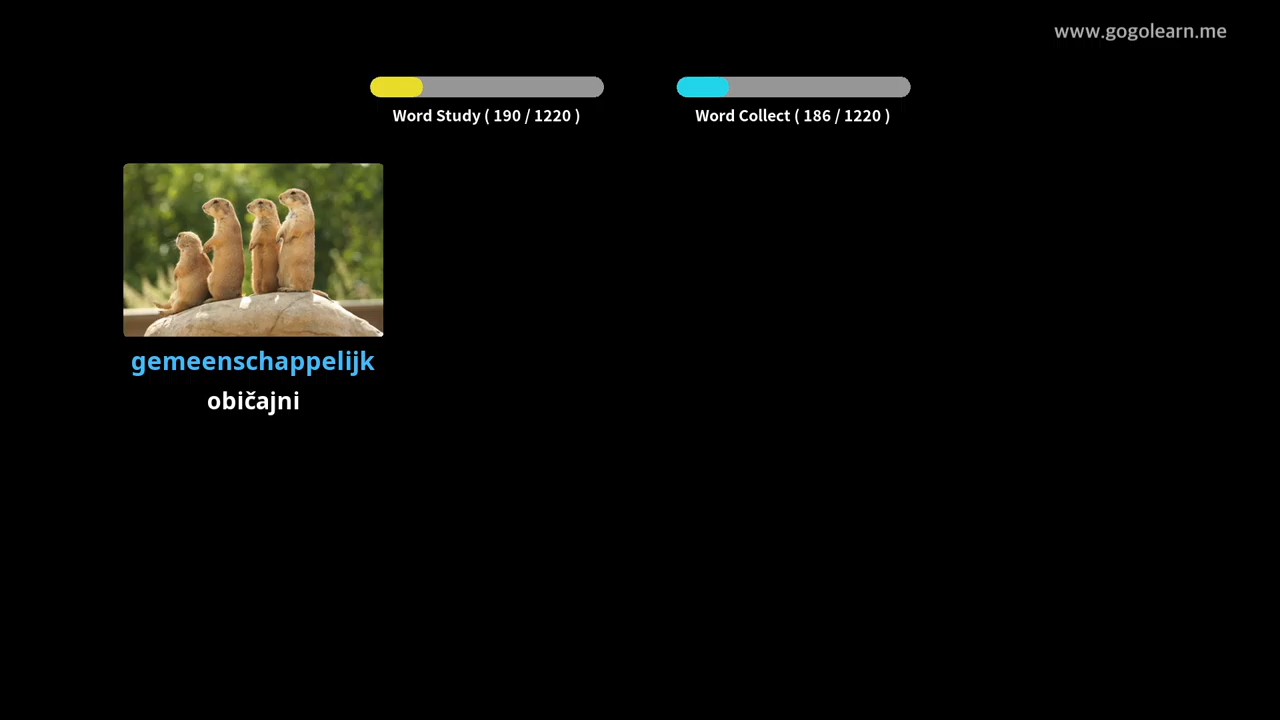 www.gogolearn.me
Word Study ( 190 / 1220 )
Word Collect ( 186 / 1220 )
gemeenschappelijk
običajni